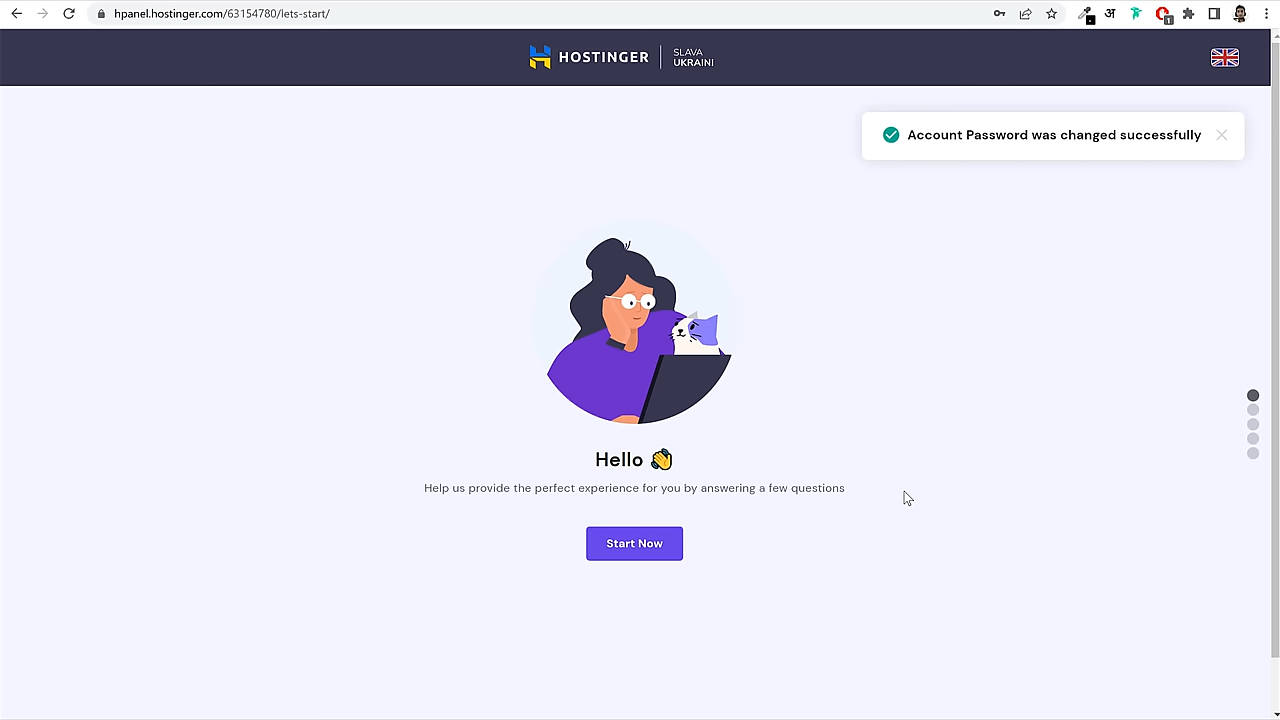 hpanel.hostinger.com/63154780/lets-start/
अ
1
HOSTINGER
SLAVA
UKRAINI
Account Password was changed successfully
Hello 👋
Help us provide the perfect experience for you by answering a few questions
Start Now